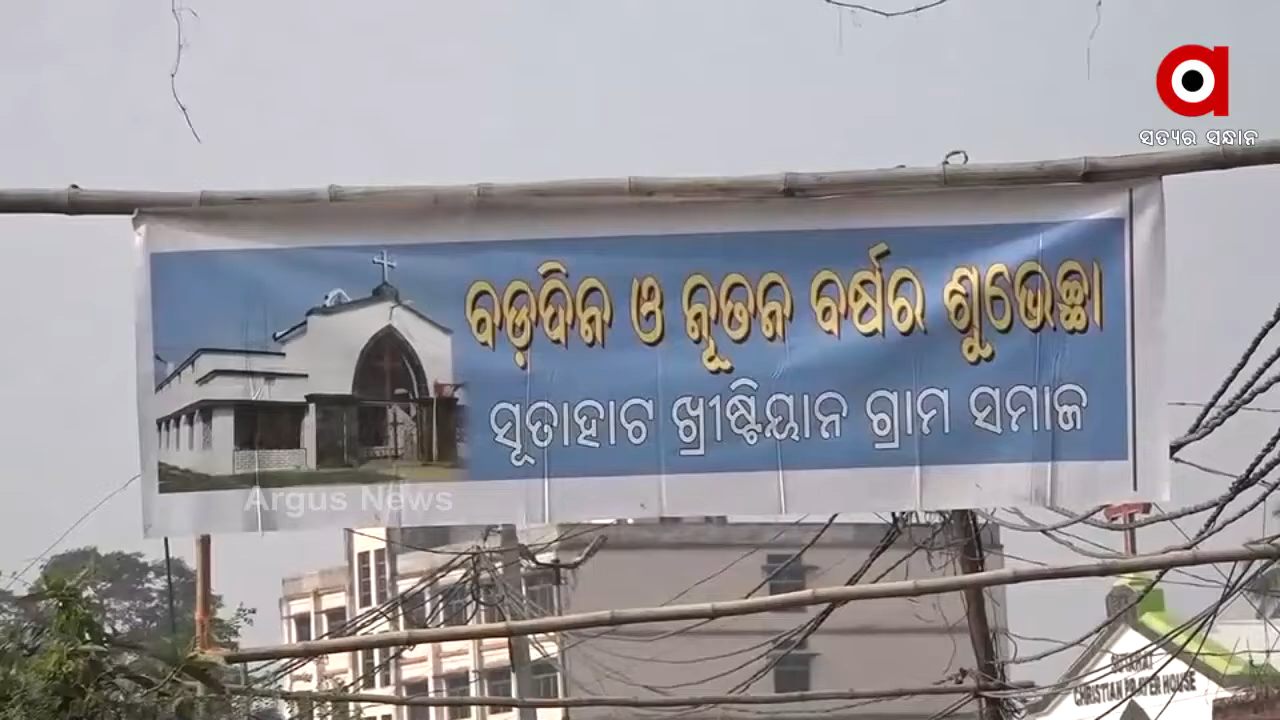 ସତ୍ୟର ସନ୍ଧାନ
ବଡ଼ଦିନ ଓ ନୂତନ ବର୍ଷର ଶୁଭେଚ୍ଛା
ସୂତାହାଟ ଖ୍ରୀଷ୍ଟିୟାନ ଗ୍ରାମ ସମାଜ
Argus News
CHRISTIAN PRAYER HOUSE